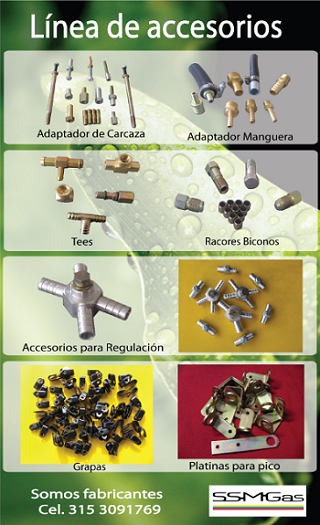 Línea de accesorios
Adaptador de Carcaza
Adaptador Manguera
Tees
Racores Biconos
Accesorios para Regulación
Grapas
Platinas para pico
Somos fabricantes
Cel. 315 3091769
SSMGas